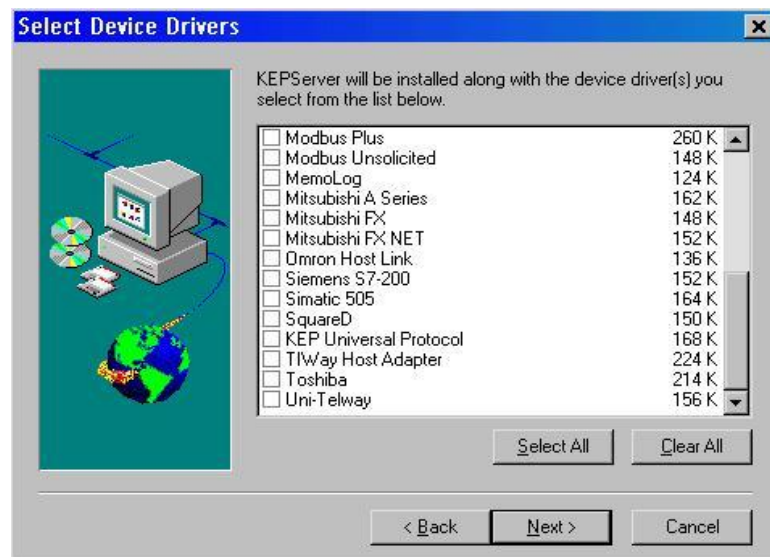 Select Device Drivers
KEPServer will be installed along with the device driver(s) you
select from the list below.
Modbus Plus 260 K
Modbus Unsolicited 148 K
MemoLog 124 K
Mitsubishi A Series 162 K
Mitsubishi FX 148 K
Mitsubishi FX NET 152 K
Omron Host Link 136 K
Siemens S7-200 152 K
Simatic 505 164 K
SquareD 150 K
KEP Universal Protocol 168 K
TIWay Host Adapter 224 K
Toshiba 214 K
Uni-Telway 156 K
Select All Clear All
< Back Next > Cancel